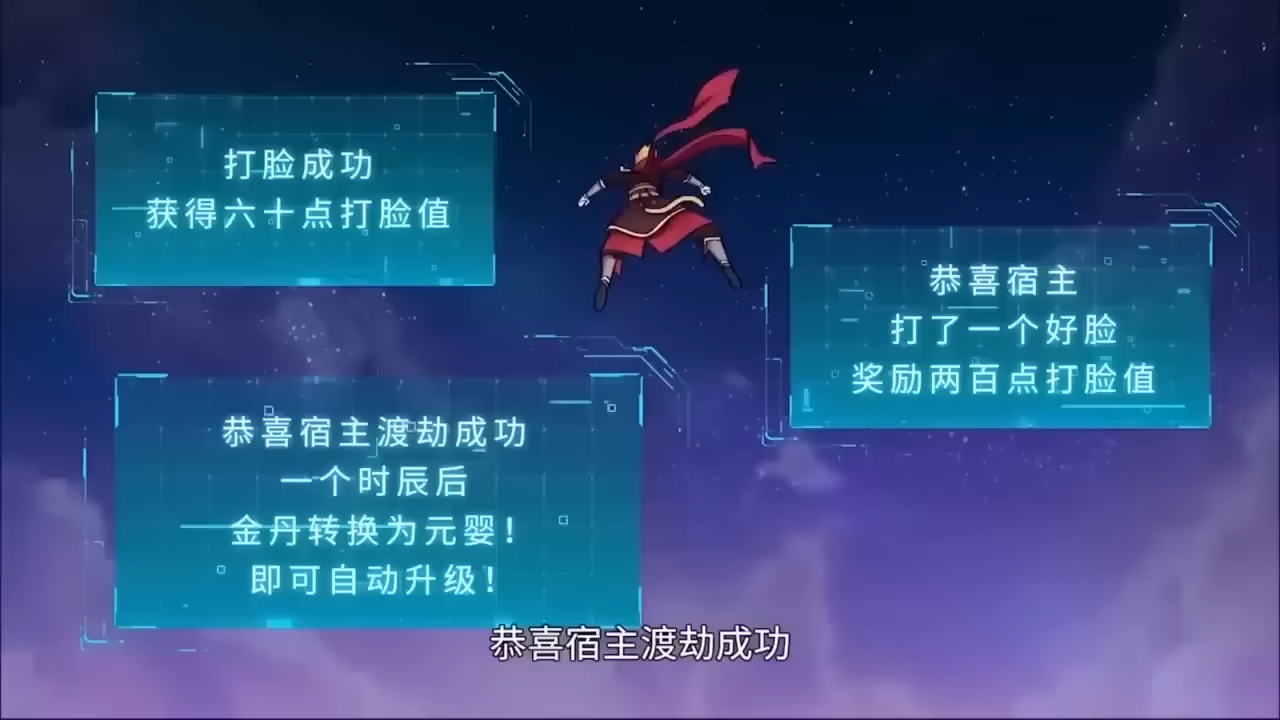 打脸成功
获得六十点打脸值
恭喜宿主
打了一个好脸
奖励两百点打脸值
恭喜宿主渡劫成功
一个时辰后
金丹转换为元婴！
即可自动升级！
恭喜宿主渡劫成功